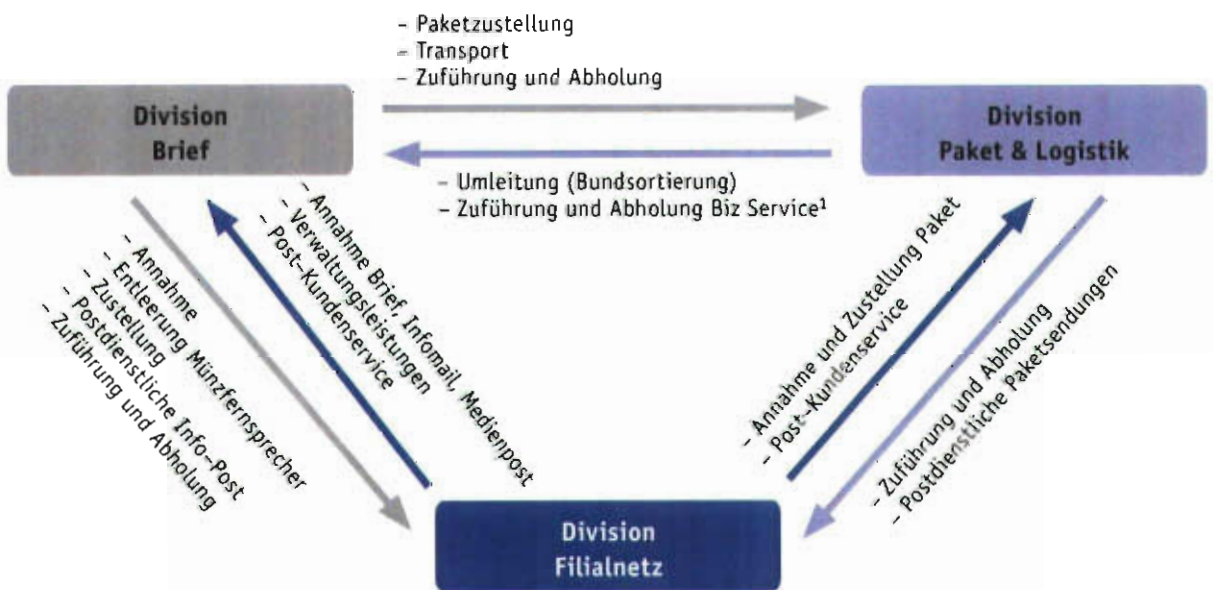 – Paketzustellung
– Transport
– Zuführung und Abholung
Division
Brief
Division
Paket & Logistik
– Umleitung (Bundsortierung)
– Zuführung und Abholung Biz Service¹
– Annahme
– Entleerung Münzfernsprecher
– Zustellung
– Postdienstliche Info-Post
– Zuführung und Abholung
– Annahme Brief, Infomail, Medienpost
– Verwaltungsleistungen
– Post-Kundenservice
– Annahme und Zustellung Paket
– Post-Kundenservice
– Zuführung und Abholung
– Postdienstliche Paketsendungen
Division
Filialnetz